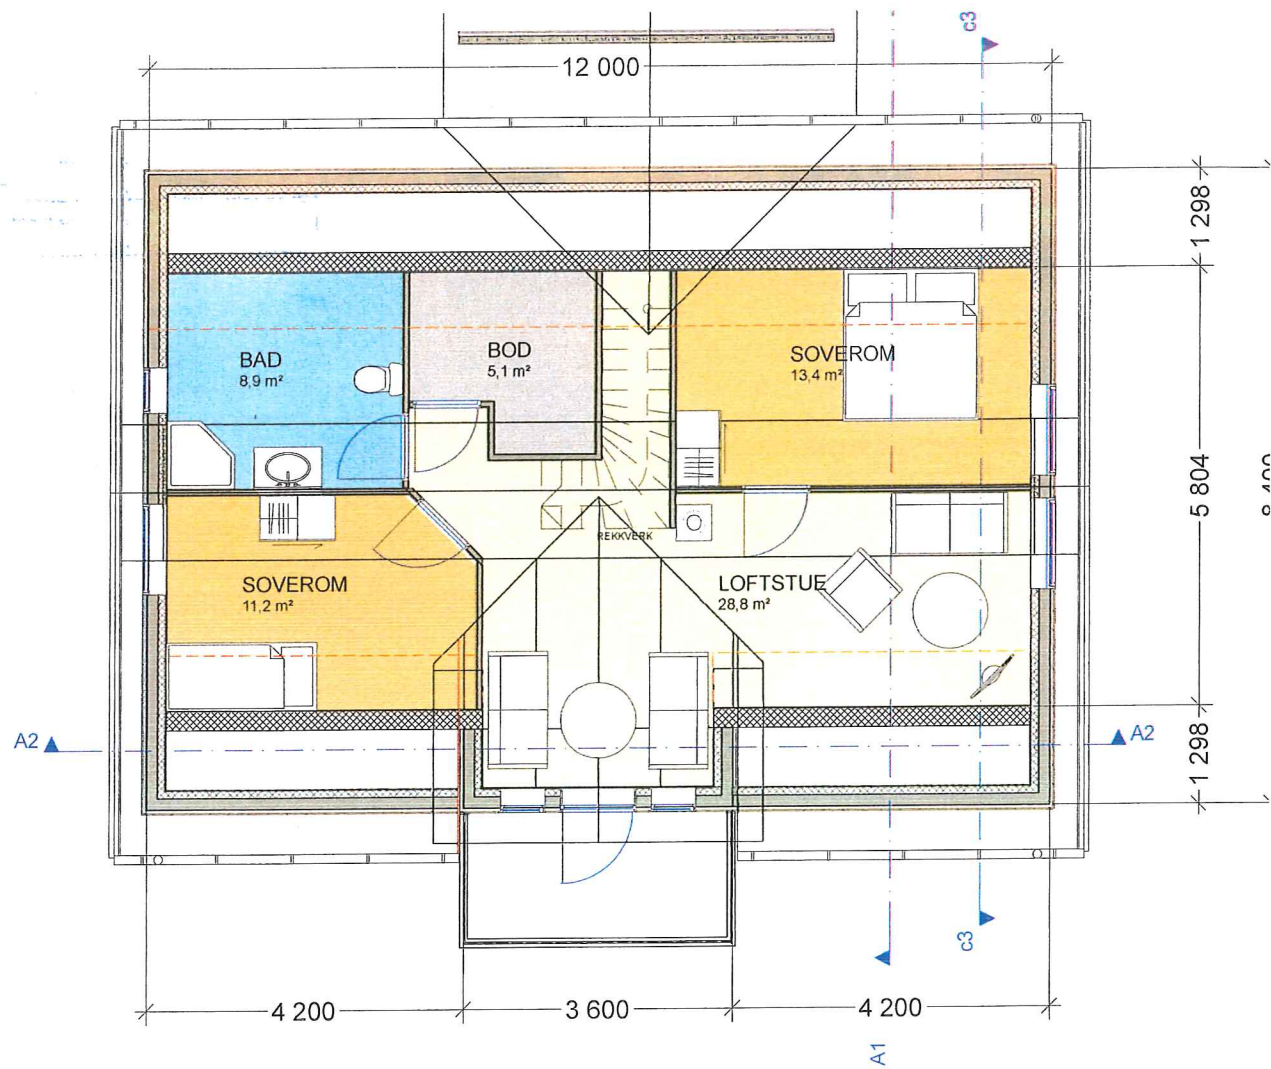 c3
12 000
1 298
BAD
8,9 m²
BOD
5,1 m²
SOVEROM
13,4 m²
5 804
8 400
REKKVERK
SOVEROM
11,2 m²
LOFTSTUE
28,8 m²
A2
A2
1 298
c3
4 200
3 600
4 200
A1